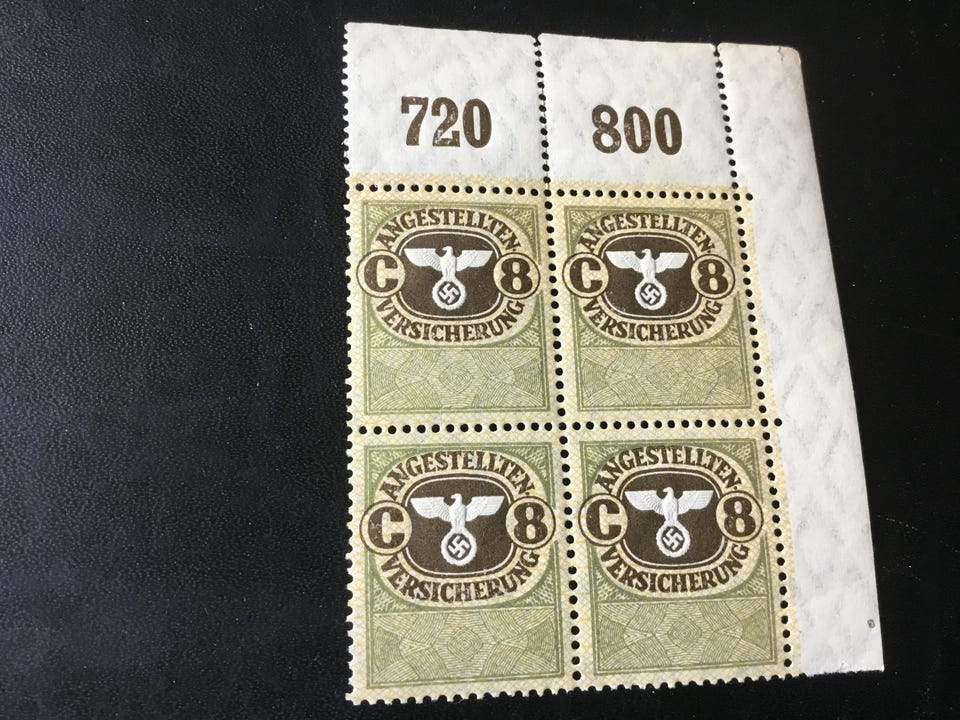 720 800
ANGESTELLTEN-
C 8
VERSICHERUNG
ANGESTELLTEN-
C 8
VERSICHERUNG
ANGESTELLTEN-
C 8
VERSICHERUNG
ANGESTELLTEN-
C 8
VERSICHERUNG